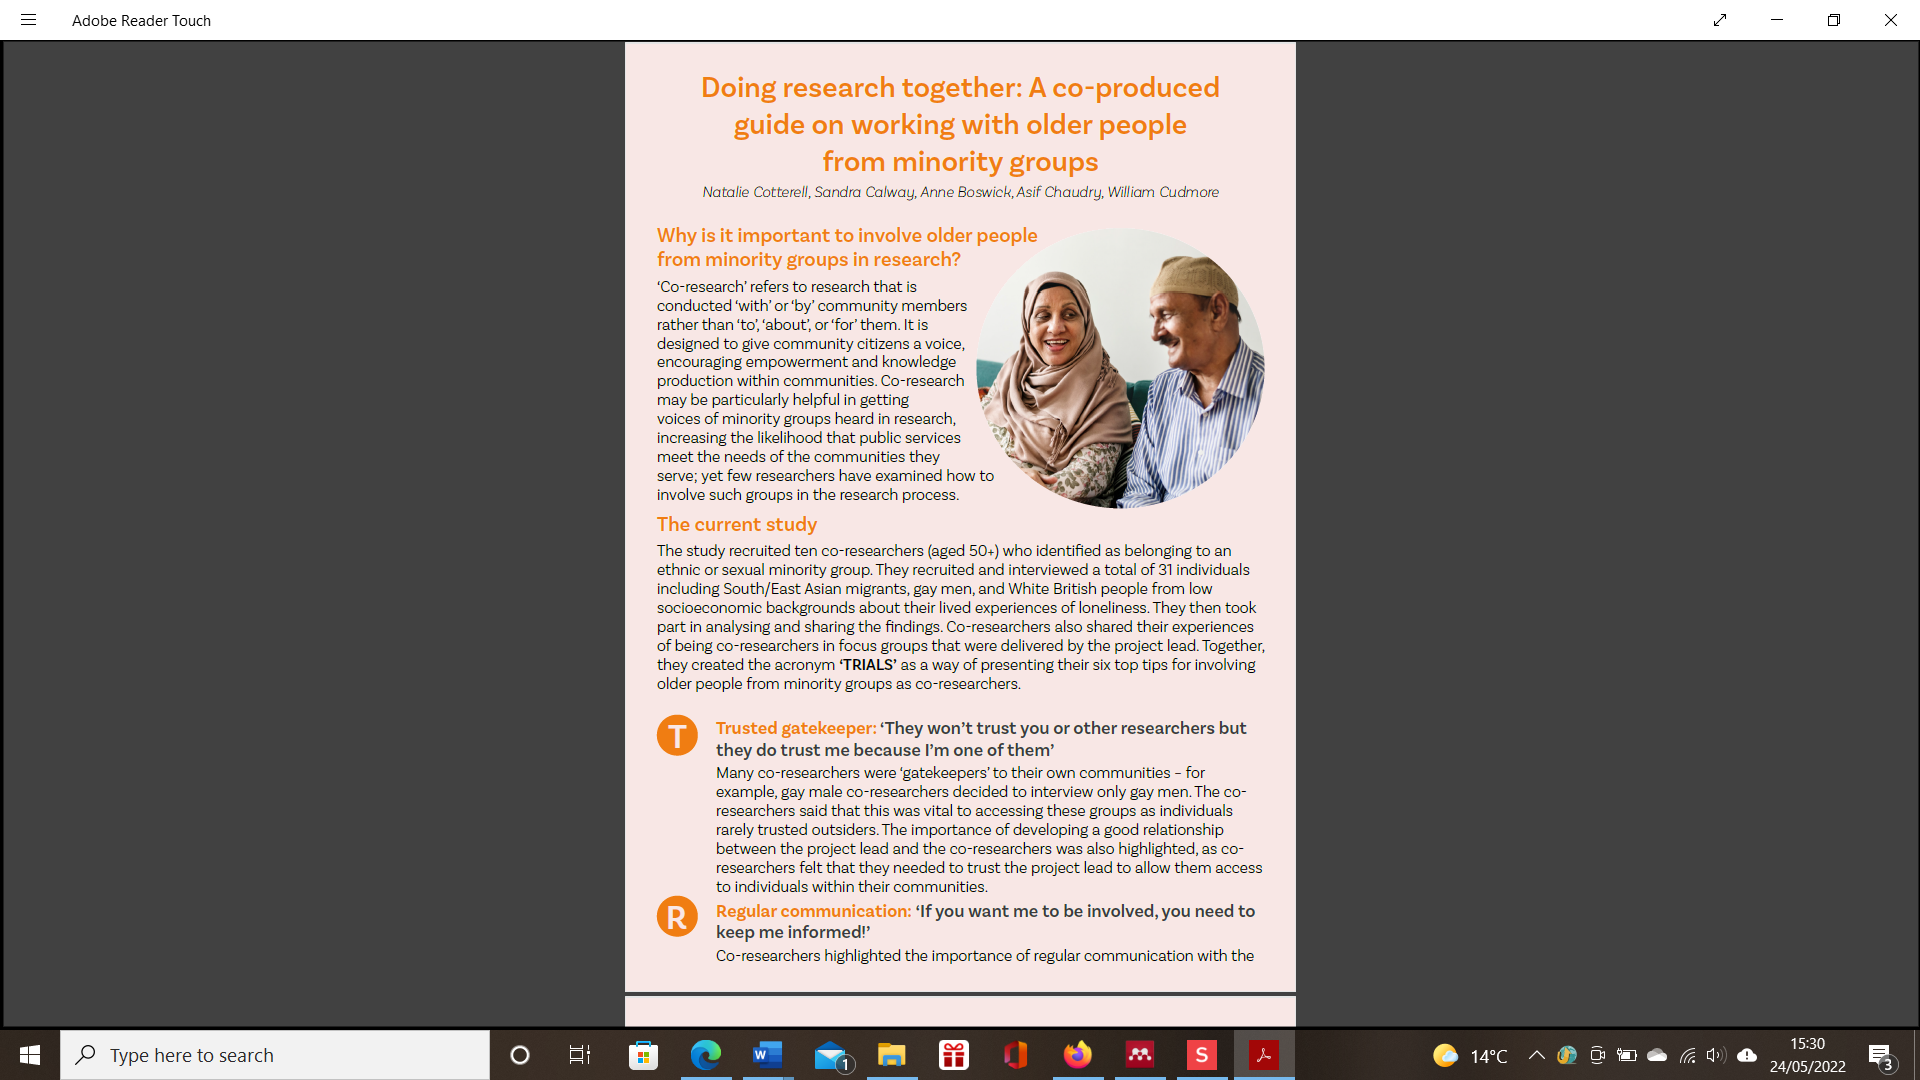 Adobe Reader Touch
Doing research together: A co-produced
guide on working with older people
from minority groups
Natalie Cotterell, Sandra Calway, Anne Boswick, Asif Chaudry, William Cudmore
Why is it important to involve older people
from minority groups in research?
‘Co-research’ refers to research that is
conducted ‘with’ or ‘by’ community members
rather than ‘to’, ‘about’, or ‘for’ them. It is
designed to give community citizens a voice,
encouraging empowerment and knowledge
production within communities. Co-research
may be particularly helpful in getting
voices of minority groups heard in research,
increasing the likelihood that public services
meet the needs of the communities they
serve; yet few researchers have examined how to
involve such groups in the research process.
The current study
The study recruited ten co-researchers (aged 50+) who identified as belonging to an
ethnic or sexual minority group. They recruited and interviewed a total of 31 individuals
including South/East Asian migrants, gay men, and White British people from low
socioeconomic backgrounds about their lived experiences of loneliness. They then took
part in analysing and sharing the findings. Co-researchers also shared their experiences
of being co-researchers in focus groups that were delivered by the project lead. Together,
they created the acronym ‘TRIALS’ as a way of presenting their six top tips for involving
older people from minority groups as co-researchers.
T
Trusted gatekeeper: ‘They won’t trust you or other researchers but
they do trust me because I’m one of them’
Many co-researchers were ‘gatekeepers’ to their own communities – for
example, gay male co-researchers decided to interview only gay men. The co-
researchers said that this was vital to accessing these groups as individuals
rarely trusted outsiders. The importance of developing a good relationship
between the project lead and the co-researchers was also highlighted, as co-
researchers felt that they needed to trust the project lead to allow them access
to individuals within their communities.
R
Regular communication: ‘If you want me to be involved, you need to
keep me informed!’
Co-researchers highlighted the importance of regular communication with the
Type here to search
W
1
S
14°C
15:30
24/05/2022
3